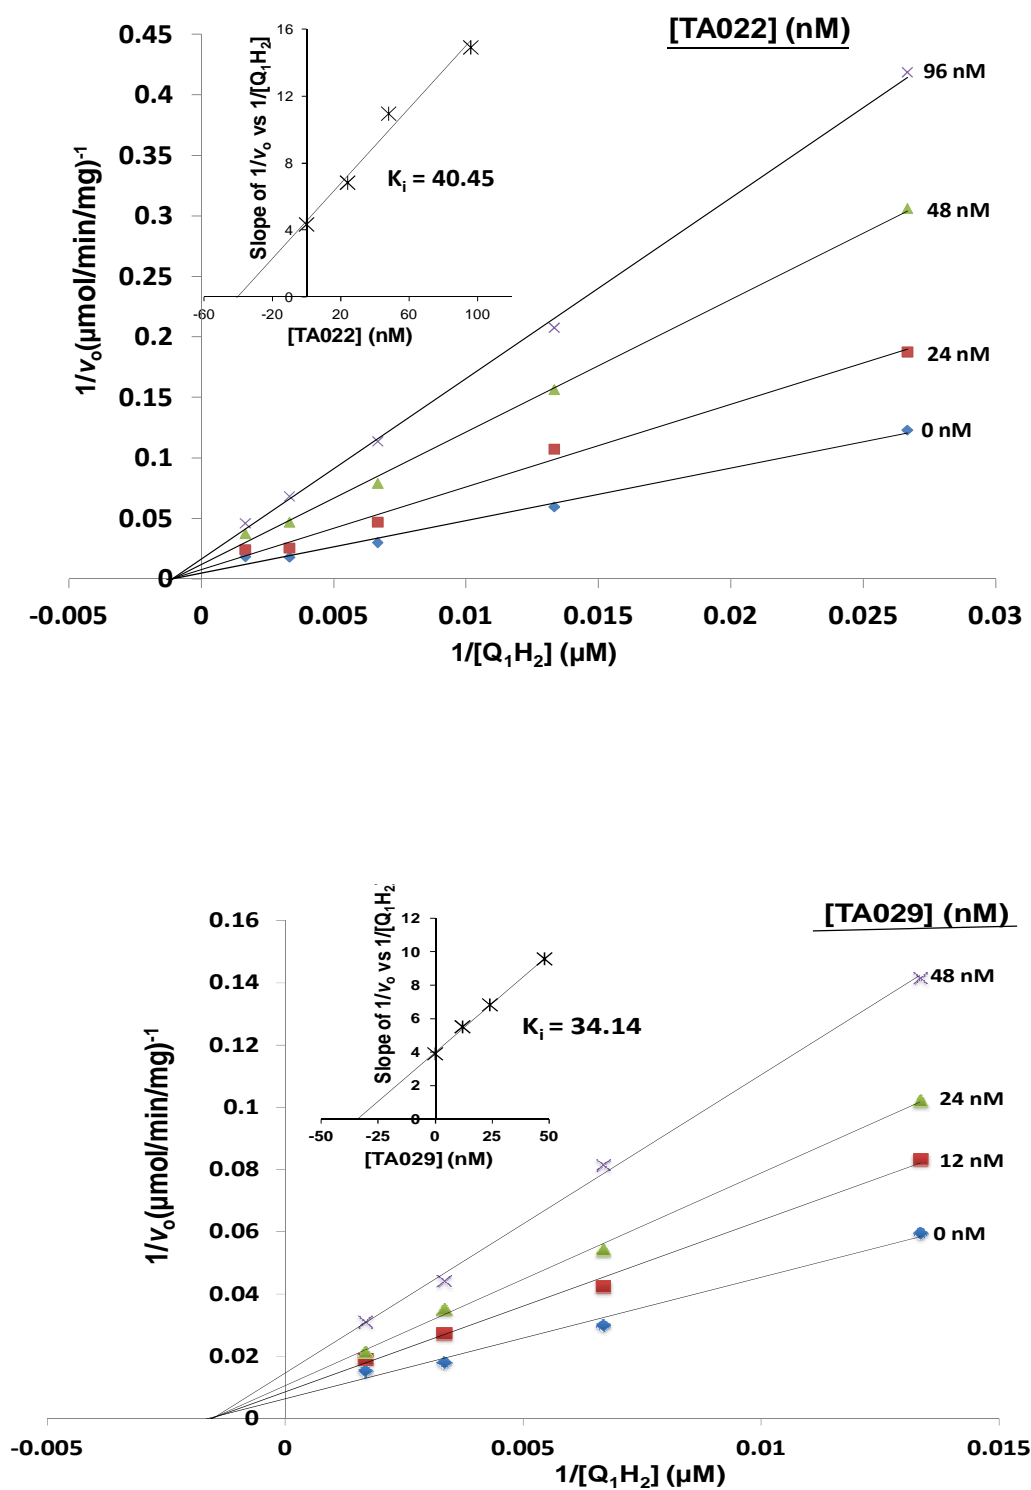 [TA022] (nM)
0.45
0.4
0.3
0.2
0.15
0.1
0.05
0
1/vₒ(µmol/min/mg)⁻¹
16
12
8
4
0
Slope of 1/vₒ vs 1/[Q₁H₂]
Kᵢ = 40.45
-60 -20 20 60 100
[TA022] (nM)
96 nM
48 nM
24 nM
0 nM
-0.005 0 0.005 0.01 0.015 0.02 0.025 0.03
1/[Q₁H₂] (µM)
[TA029] (nM)
0.16
0.14
0.12
0.1
0.08
0.06
0.04
0.02
0
1/vₒ(µmol/min/mg)⁻¹
12
10
8
6
4
2
0
Slope of 1/vₒ vs 1/[Q₁H₂
Kᵢ = 34.14
-50 -25 0 25 50
[TA029] (nM)
48 nM
24 nM
12 nM
0 nM
-0.005 0 0.005 0.01 0.015
1/[Q₁H₂] (µM)